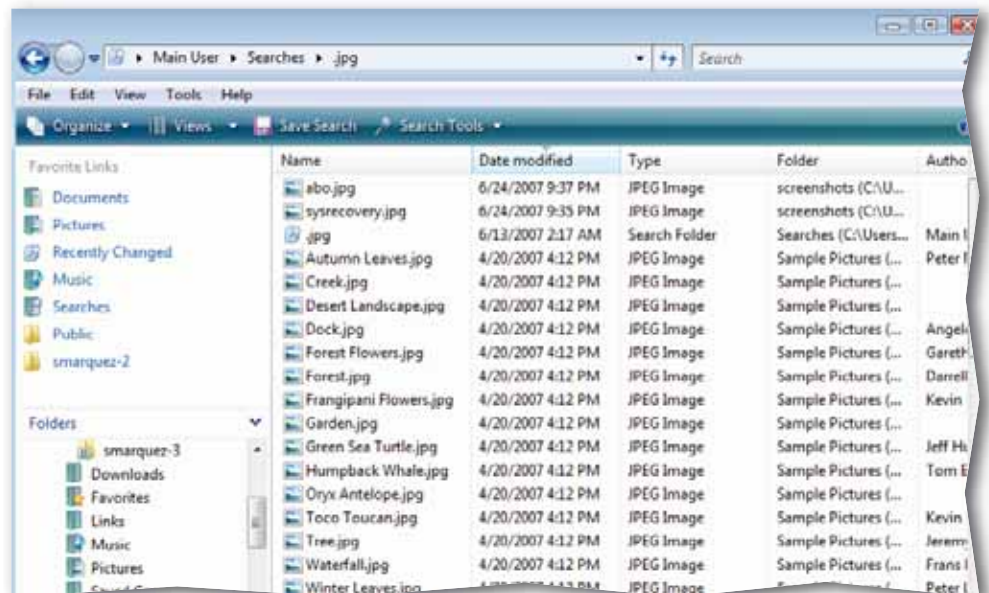 Main User ▸ Searches ▸ .jpg
Search
File Edit View Tools Help
Organize Views Save Search Search Tools
Favorite Links
Documents
Pictures
Recently Changed
Music
Searches
Public
smarquez-2
Folders
smarquez-3
Downloads
Favorites
Links
Music
Pictures
Name Date modified Type Folder Autho
abo.jpg 6/24/2007 9:37 PM JPEG Image screenshots (C:\U...
sysrecovery.jpg 6/24/2007 9:35 PM JPEG Image screenshots (C:\U...
.jpg 6/13/2007 2:17 AM Search Folder Searches (C:\Users... Main
Autumn Leaves.jpg 4/20/2007 4:12 PM JPEG Image Sample Pictures (... Peter
Creek.jpg 4/20/2007 4:12 PM JPEG Image Sample Pictures (...
Desert Landscape.jpg 4/20/2007 4:12 PM JPEG Image Sample Pictures (...
Dock.jpg 4/20/2007 4:12 PM JPEG Image Sample Pictures (... Angel
Forest Flowers.jpg 4/20/2007 4:12 PM JPEG Image Sample Pictures (... Gareth
Forest.jpg 4/20/2007 4:12 PM JPEG Image Sample Pictures (... Darrell
Frangipani Flowers.jpg 4/20/2007 4:12 PM JPEG Image Sample Pictures (... Kevin
Garden.jpg 4/20/2007 4:12 PM JPEG Image Sample Pictures (...
Green Sea Turtle.jpg 4/20/2007 4:12 PM JPEG Image Sample Pictures (... Jeff
Humpback Whale.jpg 4/20/2007 4:12 PM JPEG Image Sample Pictures (... Tom
Oryx Antelope.jpg 4/20/2007 4:12 PM JPEG Image Sample Pictures (...
Toco Toucan.jpg 4/20/2007 4:12 PM JPEG Image Sample Pictures (... Kevin
Tree.jpg 4/20/2007 4:12 PM JPEG Image Sample Pictures (... Jerem
Waterfall.jpg 4/20/2007 4:12 PM JPEG Image Sample Pictures (... Frans
Winter Leaves.jpg JPEG Image Peter